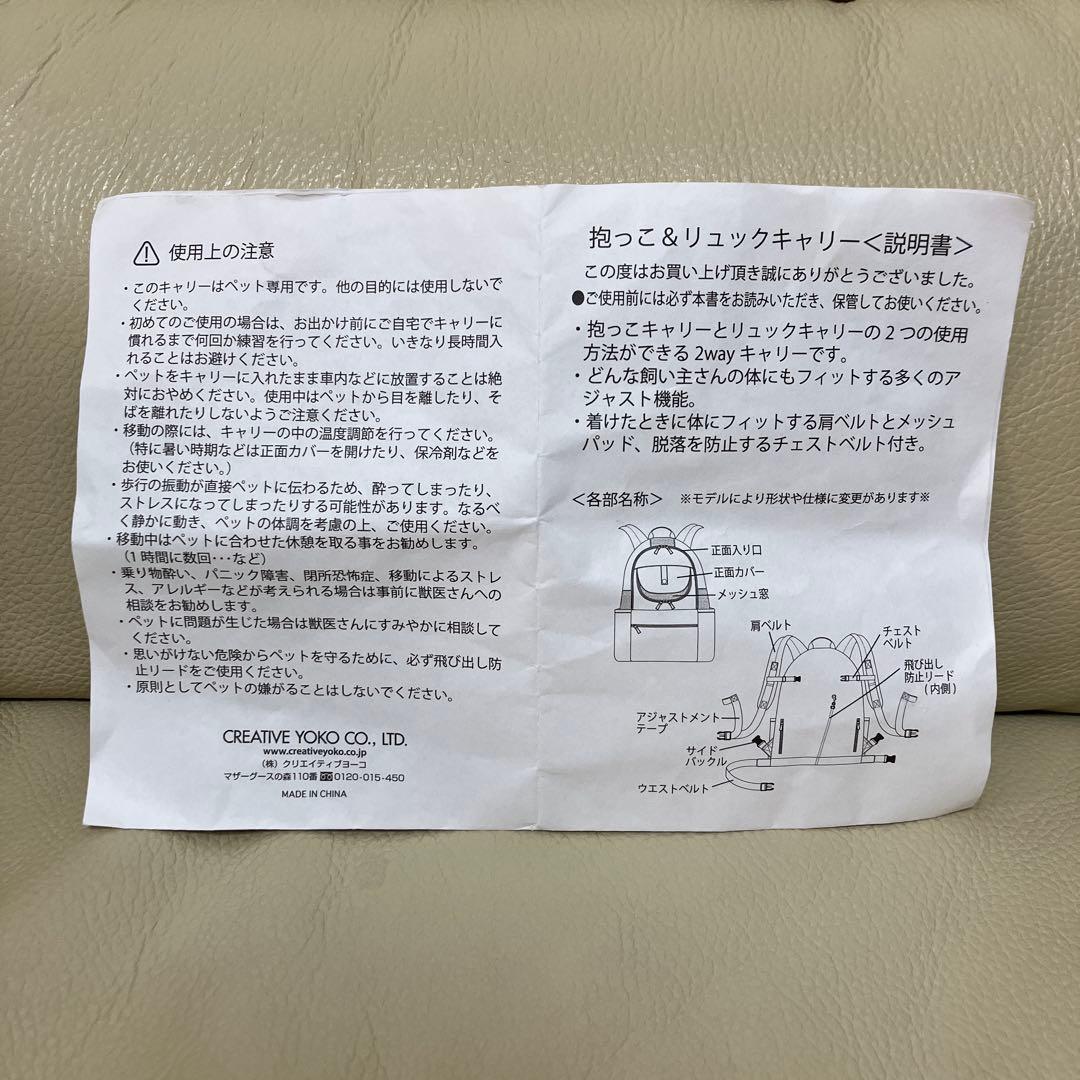 ⚠ 使用上の注意
・このキャリーはペット専用です。他の目的には使用しないで
ください。
・初めてのご使用の場合は、お出かけ前にご自宅でキャリーに
慣れるまで何回か練習を行ってください。いきなり長時間入
れることはお避けください。
・ペットをキャリーに入れたまま車内などに放置することは絶
対におやめください。使用中はペットから目を離したり、そ
ばを離れたりしないようご注意ください。
・移動の際には、キャリーの中の温度調節を行ってください。
（特に暑い時期などは正面カバーを開けたり、保冷剤などを
お使いください。）
・歩行の振動が直接ペットに伝わるため、酔ってしまったり、
ストレスになってしまったりする可能性があります。なるべ
く静かに動き、ペットの体調を考慮の上、ご使用ください。
・移動中はペットに合わせた休憩を取る事をお勧めします。
（1時間に数回・・・など）
・乗り物酔い、パニック障害、閉所恐怖症、移動によるストレ
ス、アレルギーなどが考えられる場合は事前に獣医さんへの
相談をお勧めします。
・ペットに問題が生じた場合は獣医さんにすみやかに相談して
ください。
・思いがけない危険からペットを守るために、必ず飛び出し防
止リードをご使用ください。
・原則としてペットの嫌がることはしないでください。
CREATIVE YOKO CO., LTD.
www.creativeyoko.co.jp
（株）クリエイティブヨーコ
マザーグースの森110番 0120-015-450
MADE IN CHINA
抱っこ＆リュックキャリー＜説明書＞
この度はお買い上げ頂き誠にありがとうございました。
●ご使用前には必ず本書をお読みいただき、保管してお使いください。
・抱っこキャリーとリュックキャリーの2つの使用
方法ができる2wayキャリーです。
・どんな飼い主さんの体にもフィットする多くのア
ジャスト機能。
・着けたときに体にフィットする肩ベルトとメッシュ
パッド、脱落を防止するチェストベルト付き。
＜各部名称＞ ※モデルにより形状や仕様に変更があります※
正面入り口
正面カバー
メッシュ窓
肩ベルト
チェスト
ベルト
飛び出し
防止リード
（内側）
アジャストメント
テープ
サイド
バックル
ウエストベルト